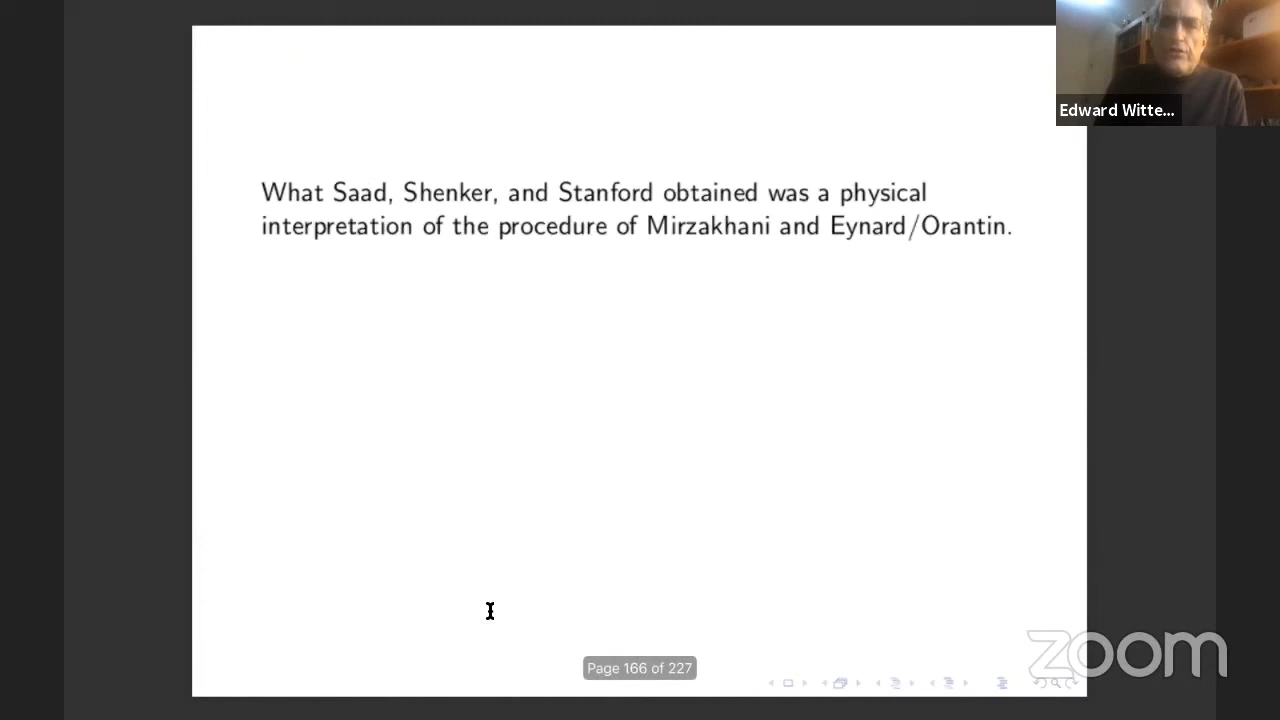 Edward Witte...
What Saad, Shenker, and Stanford obtained was a physical
interpretation of the procedure of Mirzakhani and Eynard/Orantin.
Page 166 of 227
zoom